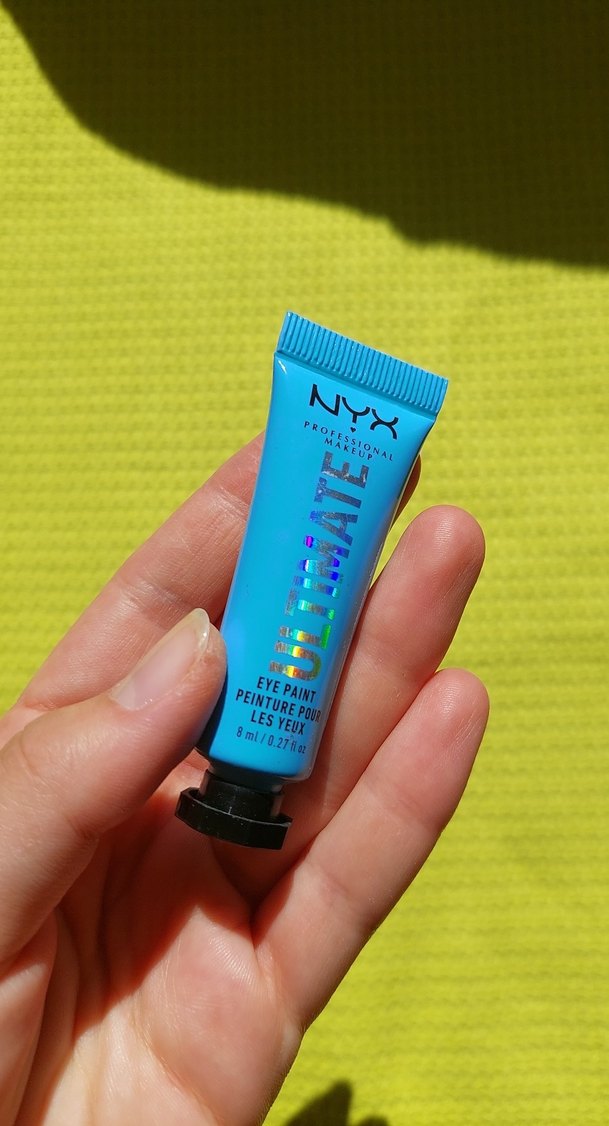 NYX
PROFESSIONAL
MAKEUP
ULTIMATE
EYE PAINT
PEINTURE POUR
LES YEUX
8 ml / 0.27 fl oz